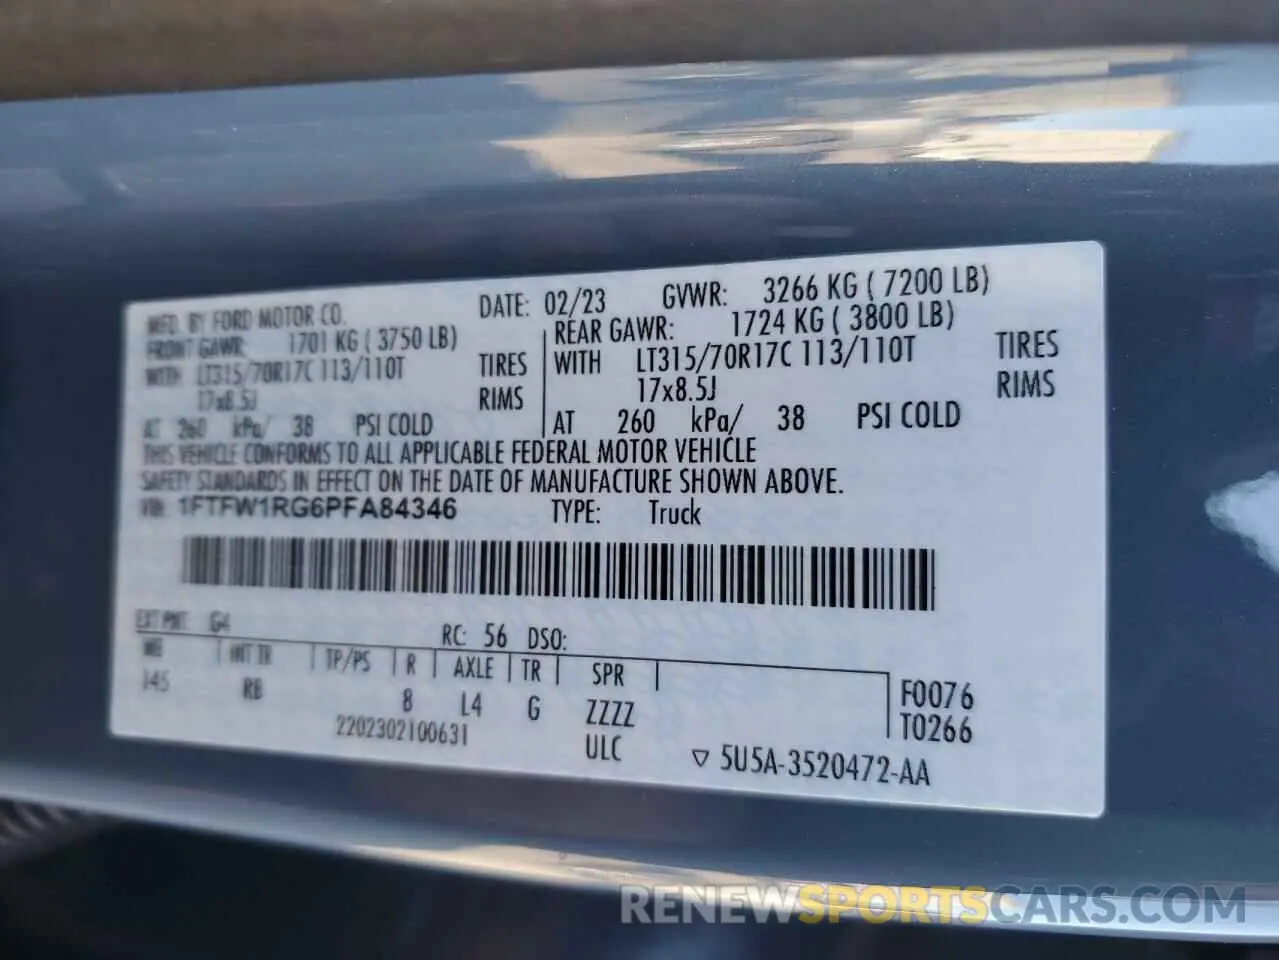 MFD. BY FORD MOTOR CO. DATE: 02/23 GVWR: 3266 KG ( 7200 LB)
FRONT GAWR: 1701 KG ( 3750 LB) REAR GAWR: 1724 KG ( 3800 LB)
WITH LT315/70R17C 113/110T TIRES WITH LT315/70R17C 113/110T TIRES
17x8.5J RIMS 17x8.5J RIMS
AT 260 kPa/ 38 PSI COLD AT 260 kPa/ 38 PSI COLD
THIS VEHICLE CONFORMS TO ALL APPLICABLE FEDERAL MOTOR VEHICLE
SAFETY STANDARDS IN EFFECT ON THE DATE OF MANUFACTURE SHOWN ABOVE.
VIN: 1FTFW1RG6PFA84346 TYPE: Truck
EXT PNT: G4 RC: 56 DSO:
WB INT TR TP/PS R AXLE TR SPR
145 RB 8 L4 G ZZZZ F0076
T0266
2202302100631 ULC ▽ 5U5A-3520472-AA
RENEWSPORTSCARS.COM